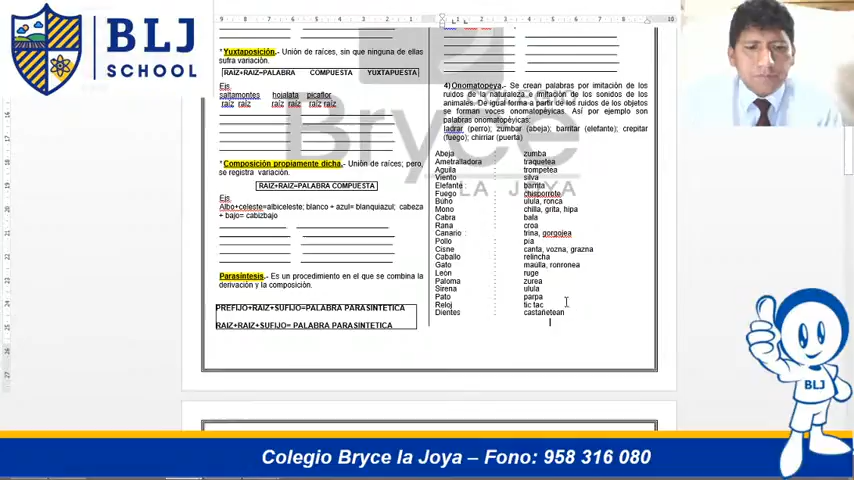 BLJ
SCHOOL
*Yuxtaposición.- Unión de raíces, sin que ninguna de ellas
sufra variación.
RAIZ+RAIZ=PALABRA COMPUESTA YUXTAPUESTA
Ejs.
saltamontes hojalata picaflor
raíz raíz raíz raíz raíz raíz
*Composición propiamente dicha.- Unión de raíces; pero,
se registra variación.
RAIZ+RAIZ=PALABRA COMPUESTA
Ejs.
Albo+celeste=albiceleste; blanco + azul= blanquiazul; cabeza
+ bajo= cabizbajo
Parasíntesis.- Es un procedimiento en el que se combina la
derivación y la composición.
PREFIJO+RAIZ+SUFIJO=PALABRA PARASINTETICA
RAIZ+RAIZ+SUFIJO= PALABRA PARASINTETICA
4) Onomatopeya.- Se crean palabras por imitación de los
ruidos de la naturaleza e imitación de los sonidos de los
animales. De igual forma a partir de los ruidos de los objetos
se forman voces onomatopéyicas. Así por ejemplo son
palabras onomatopéyicas:
ladrar (perro); zumbar (abeja); barritar (elefante); crepitar
(fuego); chirriar (puerta)
Abeja : zumba
Ametralladora : traquetea
Aguila : trompetea
Viento : silva
Elefante : barrita
Fuego : chisporrote
Búho : ulula, ronca
Mono : chilla, grita, hipa
Cabra : bala
Rana : croa
Canario : trina, gorgojea
Pollo : pia
Cisne : canta, vozna, grazna
Caballo : relincha
Gato : maúlla, ronronea
León : ruge
Paloma : zurea
Sirena : ulula
Pato : parpa
Reloj : tic tac
Dientes : castañetean
Bryce
LA JOYA
BLJ
Colegio Bryce la Joya – Fono: 958 316 080